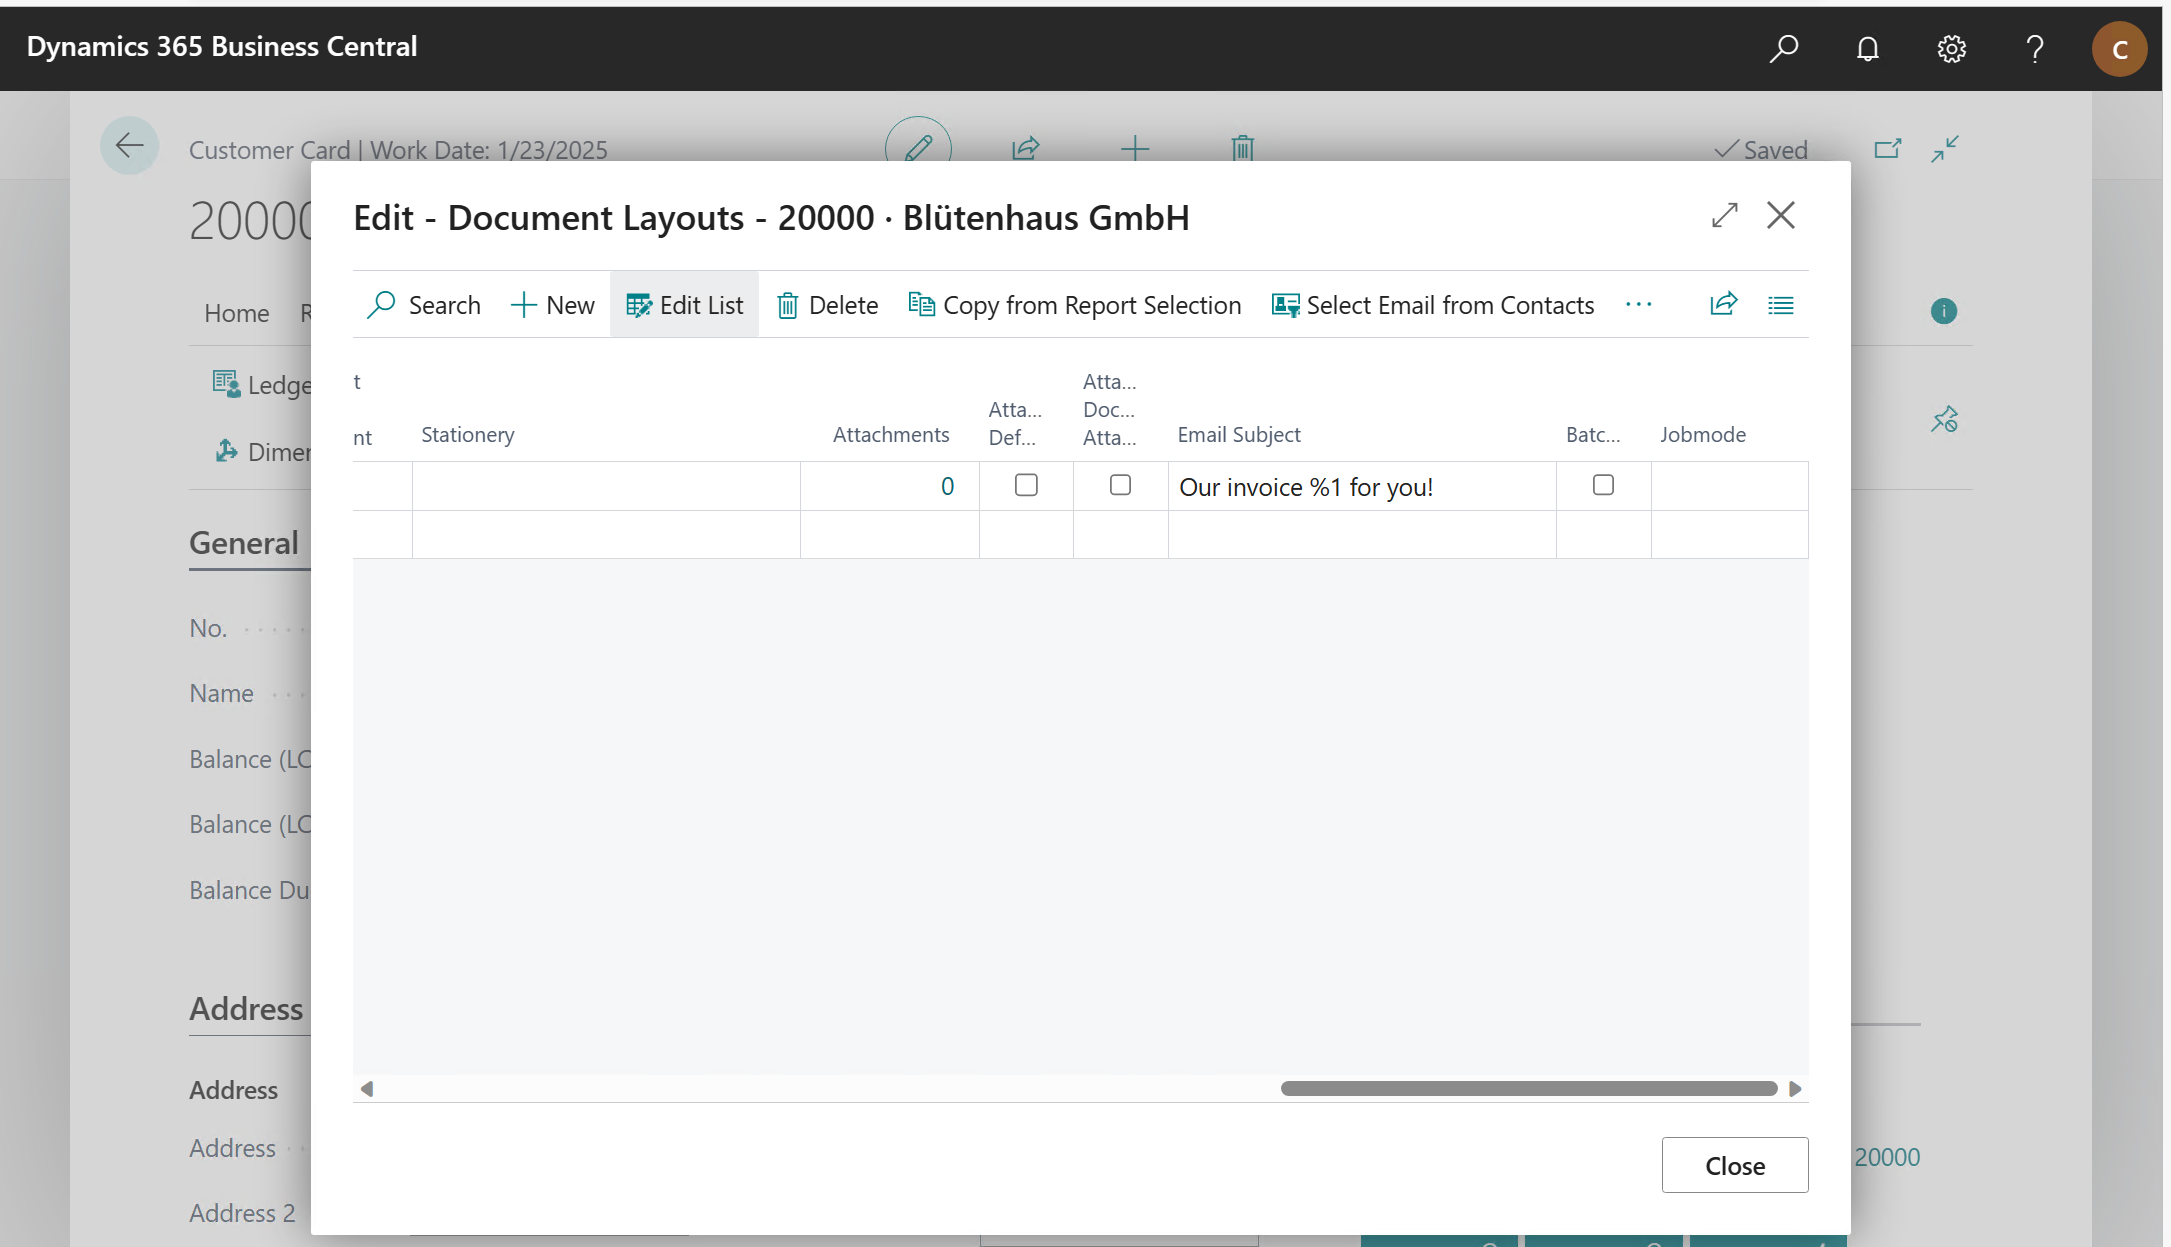 Dynamics 365 Business Central
C
Customer Card | Work Date: 1/23/2025
Saved
20000
Edit - Document Layouts - 20000 · Blütenhaus GmbH
Home
Search
New
Edit List
Delete
Copy from Report Selection
Select Email from Contacts
t
nt
Stationery
Attachments
Atta...
Def...
Atta...
Doc...
Atta...
Email Subject
Batc...
Jobmode
0
Our invoice %1 for you!
Ledge
Dimen
General
No.
Name
Balance (LC
Balance (LC
Balance Du
Address
Address
Address
Address 2
20000
Close